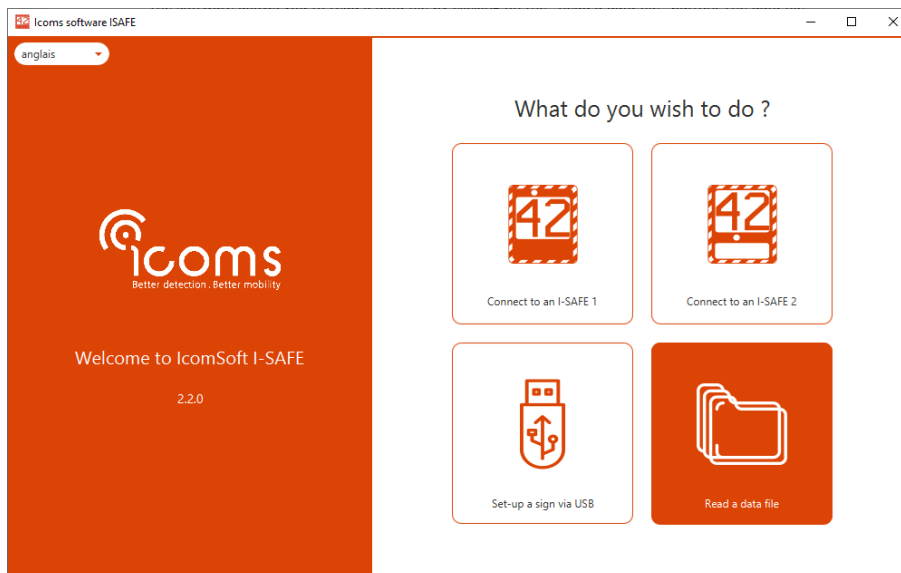 42 Icoms software ISAFE
anglais
icoms
Better detection. Better mobility
Welcome to IcomSoft I-SAFE
2.2.0
What do you wish to do ?
42
Connect to an I-SAFE 1
42
Connect to an I-SAFE 2
Set-up a sign via USB
Read a data file